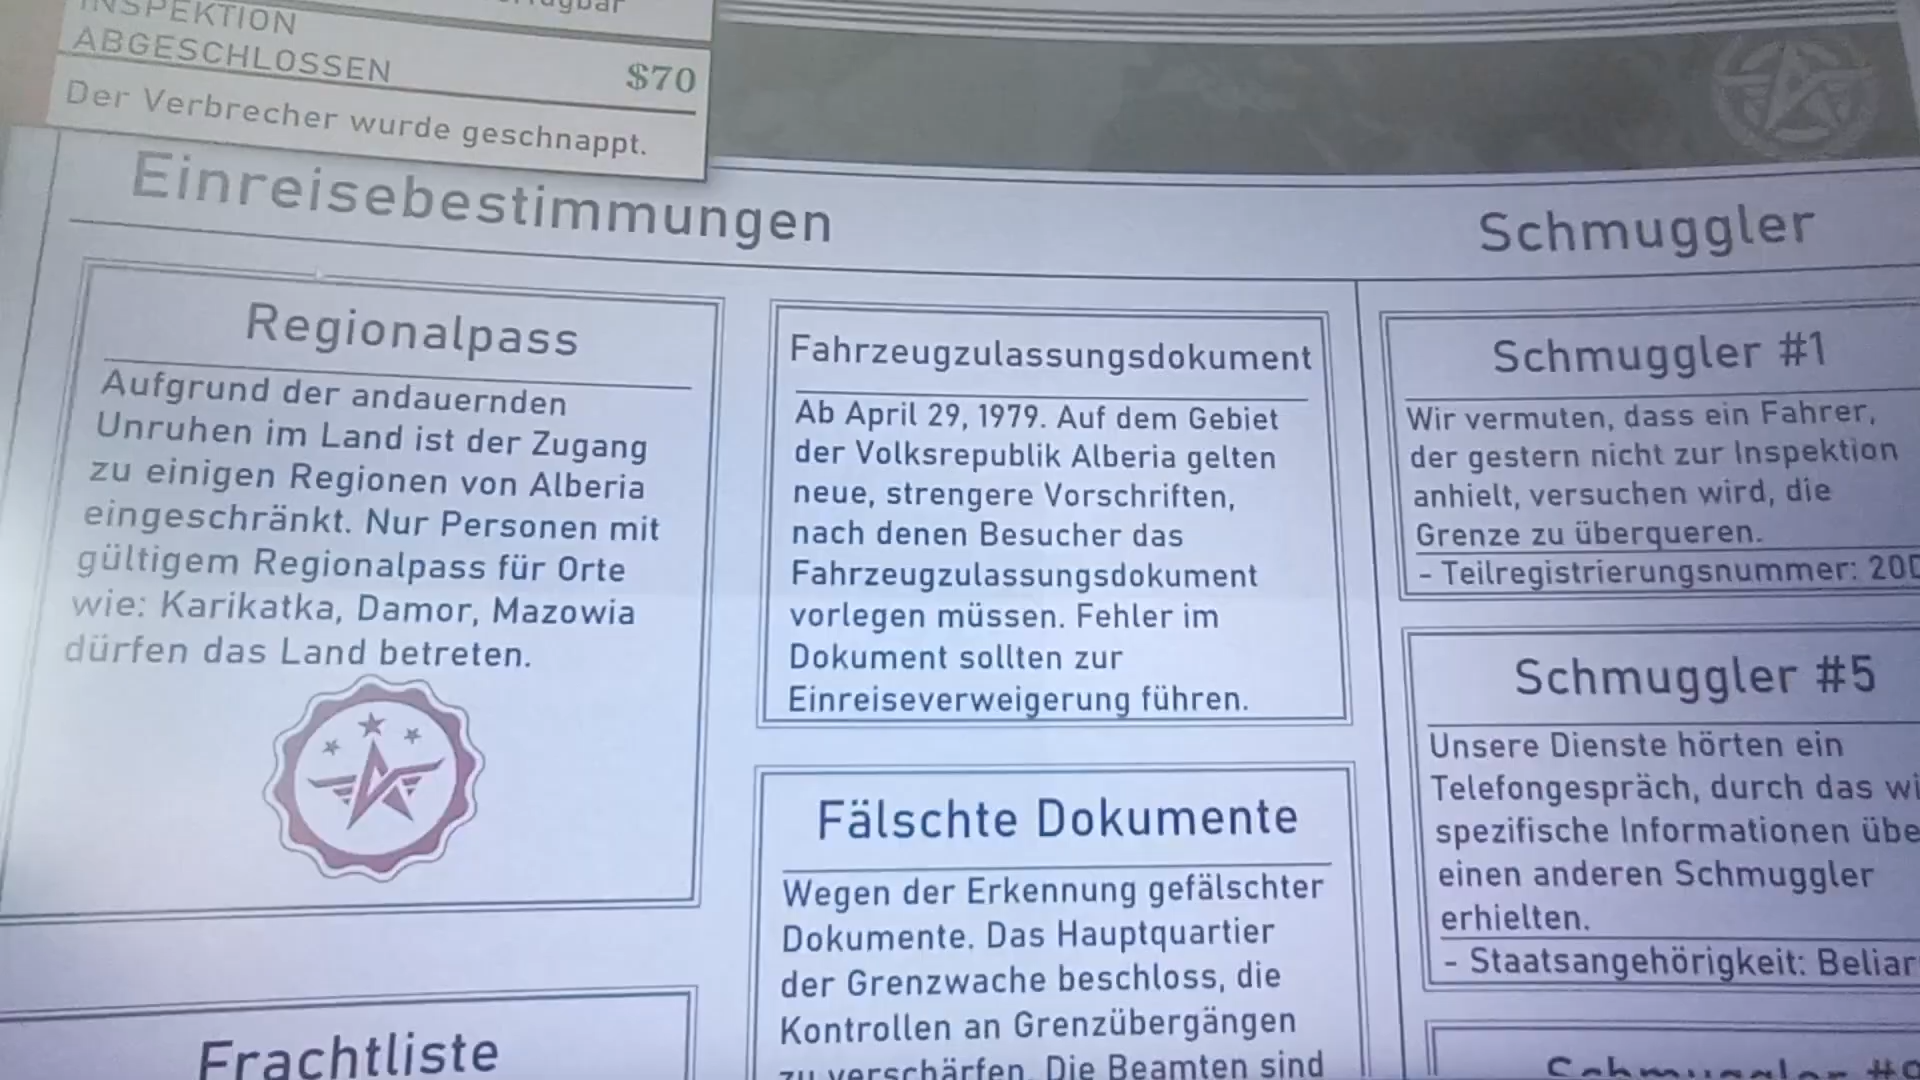 INSPEKTION
ABGESCHLOSSEN
$70
Der Verbrecher wurde geschnappt.
Einreisebestimmungen
Regionalpass
Aufgrund der andauernden
Unruhen im Land ist der Zugang
zu einigen Regionen von Alberia
eingeschränkt. Nur Personen mit
gültigem Regionalpass für Orte
wie: Karikatka, Damor, Mazowia
dürfen das Land betreten.
Frachtliste
Fahrzeugzulassungsdokument
Ab April 29, 1979. Auf dem Gebiet
der Volksrepublik Alberia gelten
neue, strengere Vorschriften,
nach denen Besucher das
Fahrzeugzulassungsdokument
vorlegen müssen. Fehler im
Dokument sollten zur
Einreiseverweigerung führen.
Fälschte Dokumente
Wegen der Erkennung gefälschter
Dokumente. Das Hauptquartier
der Grenzwache beschloss, die
Kontrollen an Grenzübergängen
zu verschärfen. Die Beamten sind
Schmuggler
Schmuggler #1
Wir vermuten, dass ein Fahrer,
der gestern nicht zur Inspektion
anhielt, versuchen wird, die
Grenze zu überqueren.
- Teilregistrierungsnummer:
Schmuggler #5
Unsere Dienste hörten ein
Telefongespräch, durch das
spezifische Informationen
einen anderen Schmuggler
erhielten.
- Staatsangehörigkeit:
Schmuggler